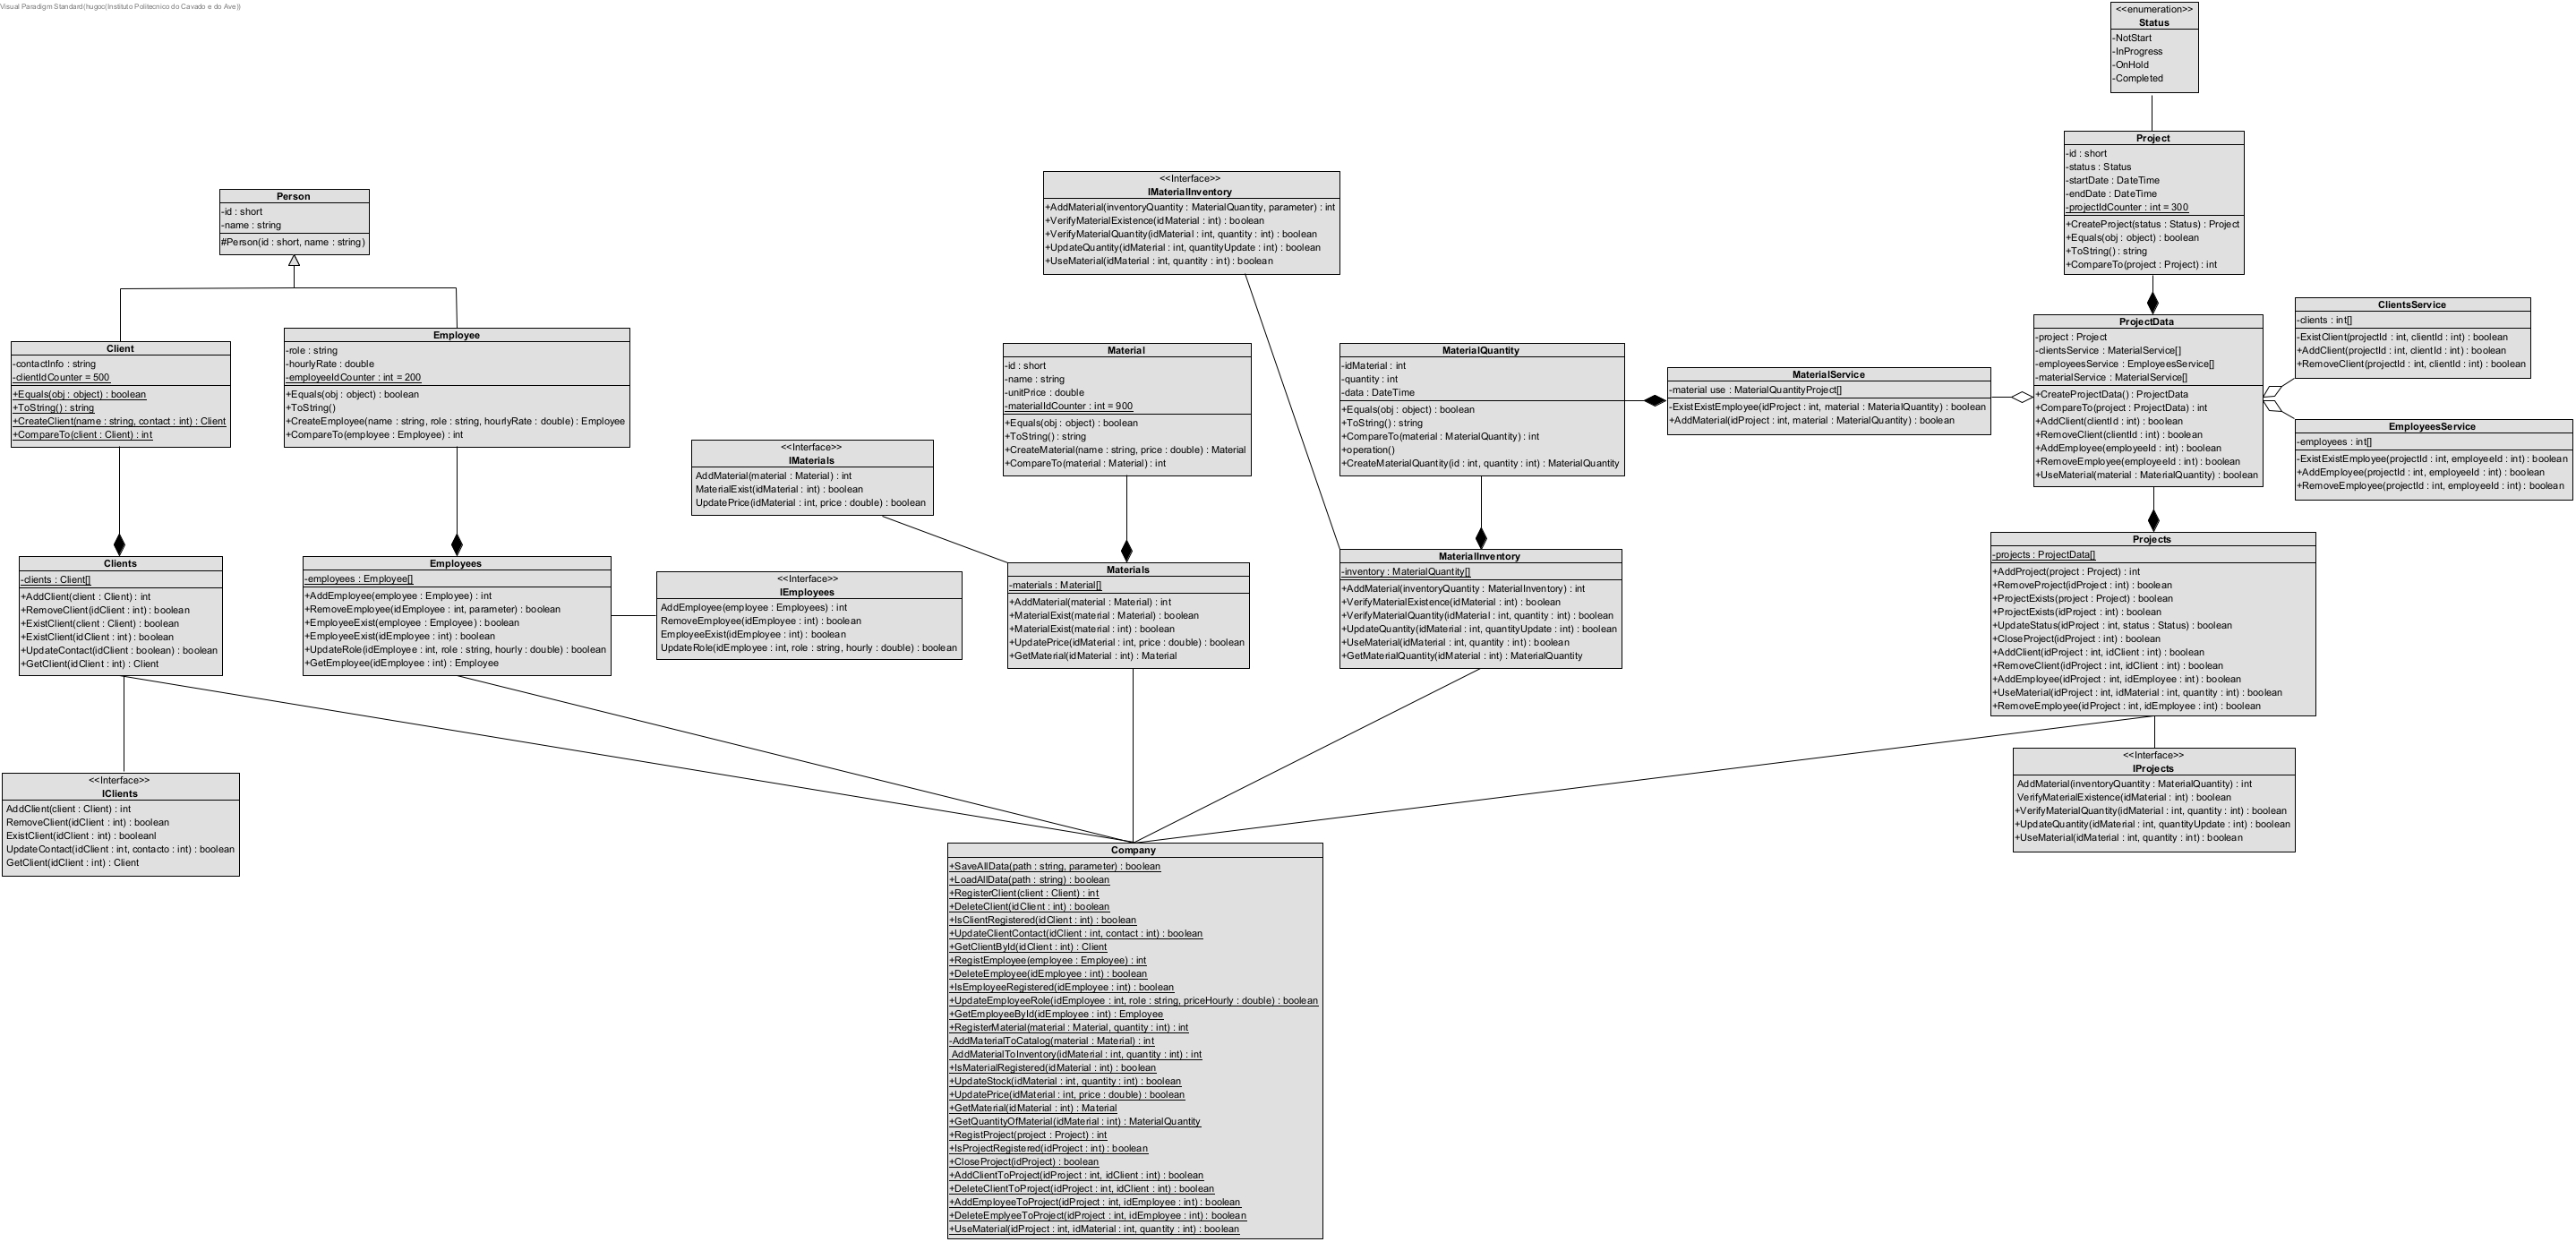 Visual Paradigm Standard(hugoc(Instituto Politecnico do Cavado e do Ave))
<<enumeration>>
Status
-NotStart
-InProgress
-OnHold
-Completed
Project
-id : short
-status : Status
-startDate : DateTime
-endDate : DateTime
-projectIdCounter : int = 300
+CreateProject(status : Status) : Project
+Equals(obj : object) : boolean
+ToString() : string
+CompareTo(project : Project) : int
Person
-id : short
-name : string
#Person(id : short, name : string)
<<Interface>>
IMaterialInventory
+AddMaterial(inventoryQuantity : MaterialQuantity, parameter) : int
+VerifyMaterialExistence(idMaterial : int) : boolean
+VerifyMaterialQuantity(idMaterial : int, quantity : int) : boolean
+UpdateQuantity(idMaterial : int, quantityUpdate : int) : boolean
+UseMaterial(idMaterial : int, quantity : int) : boolean
Client
-contactInfo : string
-clientIdCounter = 500
+Equals(obj : object) : boolean
+ToString() : string
+CreateClient(name : string, contact : int) : Client
+CompareTo(client : Client) : int
Employee
-role : string
-hourlyRate : double
-employeeIdCounter : int = 200
+Equals(obj : object) : boolean
+ToString()
+CreateEmployee(name : string, role : string, hourlyRate : double) : Employee
+CompareTo(employee : Employee) : int
Material
-id : short
-name : string
-unitPrice : double
-materialIdCounter : int = 900
+Equals(obj : object) : boolean
+ToString() : string
+CreateMaterial(name : string, price : double) : Material
+CompareTo(material : Material) : int
MaterialQuantity
-idMaterial : int
-quantity : int
-data : DateTime
+Equals(obj : object) : boolean
+ToString() : string
+CompareTo(material : MaterialQuantity) : int
+operation()
+CreateMaterialQuantity(id : int, quantity : int) : MaterialQuantity
MaterialService
-material use : MaterialQuantityProject[]
-ExistExistEmployee(idProject : int, material : MaterialQuantity) : boolean
+AddMaterial(idProject : int, material : MaterialQuantity) : boolean
ProjectData
-project : Project
-clientsService : MaterialService[]
-employeesService : EmployeesService[]
-materialService : MaterialService[]
+CreateProjectData() : ProjectData
+CompareTo(project : ProjectData) : int
+AddClient(clientId : int) : boolean
+RemoveClient(clientId : int) : boolean
+AddEmployee(employeeId : int) : boolean
+RemoveEmployee(employeeId : int) : boolean
+UseMaterial(material : MaterialQuantity) : boolean
ClientsService
-clients : int[]
-ExistClient(projectId : int, clientId : int) : boolean
+AddClient(projectId : int, clientId : int) : boolean
+RemoveClient(projectId : int, clientId : int) : boolean
EmployeesService
-employees : int[]
-ExistExistEmployee(projectId : int, employeeId : int) : boolean
+AddEmployee(projectId : int, employeeId : int) : boolean
+RemoveEmployee(projectId : int, employeeId : int) : boolean
<<Interface>>
IMaterials
AddMaterial(material : Material) : int
MaterialExist(idMaterial : int) : boolean
UpdatePrice(idMaterial : int, price : double) : boolean
Clients
-clients : Client[]
+AddClient(client : Client) : int
+RemoveClient(idClient : int) : boolean
+ExistClient(client : Client) : boolean
+ExistClient(idClient : int) : boolean
+UpdateContact(idClient : boolean) : boolean
+GetClient(idClient : int) : Client
Employees
-employees : Employee[]
+AddEmployee(employee : Employee) : int
+RemoveEmployee(idEmployee : int, parameter) : boolean
+EmployeeExist(employee : Employee) : boolean
+EmployeeExist(idEmployee : int) : boolean
+UpdateRole(idEmployee : int, role : string, hourly : double) : boolean
+GetEmployee(idEmployee : int) : Employee
<<Interface>>
IEmployees
AddEmployee(employee : Employees) : int
RemoveEmployee(idEmployee : int) : boolean
EmployeeExist(idEmployee : int) : boolean
UpdateRole(idEmployee : int, role : string, hourly : double) : boolean
Materials
-materials : Material[]
+AddMaterial(material : Material) : int
+MaterialExist(material : Material) : boolean
+MaterialExist(material : int) : boolean
+UpdatePrice(idMaterial : int, price : double) : boolean
+GetMaterial(idMaterial : int) : Material
MaterialInventory
-inventory : MaterialQuantity[]
+AddMaterial(inventoryQuantity : MaterialInventory) : int
+VerifyMaterialExistence(idMaterial : int) : boolean
+VerifyMaterialQuantity(idMaterial : int, quantity : int) : boolean
+UpdateQuantity(idMaterial : int, quantityUpdate : int) : boolean
+UseMaterial(idMaterial : int, quantity : int) : boolean
+GetMaterialQuantity(idMaterial : int) : MaterialQuantity
Projects
-projects : ProjectData[]
+AddProject(project : Project) : int
+RemoveProject(idProject : int) : boolean
+ProjectExists(project : Project) : boolean
+ProjectExists(idProject : int) : boolean
+UpdateStatus(idProject : int, status : Status) : boolean
+CloseProject(idProject : int) : boolean
+AddClient(idProject : int, idClient : int) : boolean
+RemoveClient(idProject : int, idClient : int) : boolean
+AddEmployee(idProject : int, idEmployee : int) : boolean
+UseMaterial(idProject : int, idMaterial : int, quantity : int) : boolean
+RemoveEmployee(idProject : int, idEmployee : int) : boolean
<<Interface>>
IClients
AddClient(client : Client) : int
RemoveClient(idClient : int) : boolean
ExistClient(idClient : int) : booleanl
UpdateContact(idClient : int, contacto : int) : boolean
GetClient(idClient : int) : Client
<<Interface>>
IProjects
AddMaterial(inventoryQuantity : MaterialQuantity) : int
VerifyMaterialExistence(idMaterial : int) : boolean
+VerifyMaterialQuantity(idMaterial : int, quantity : int) : boolean
+UpdateQuantity(idMaterial : int, quantityUpdate : int) : boolean
+UseMaterial(idMaterial : int, quantity : int) : boolean
Company
+SaveAllData(path : string, parameter) : boolean
+LoadAllData(path : string) : boolean
+RegisterClient(client : Client) : int
+DeleteClient(idClient : int) : boolean
+IsClientRegistered(idClient : int) : boolean
+UpdateClientContact(idClient : int, contact : int) : boolean
+GetClientById(idClient : int) : Client
+RegistEmployee(employee : Employee) : int
+DeleteEmployee(idEmployee : int) : boolean
+IsEmployeeRegistered(idEmployee : int) : boolean
+UpdateEmployeeRole(idEmployee : int, role : string, priceHourly : double) : boolean
+GetEmployeeById(idEmployee : int) : Employee
+RegisterMaterial(material : Material, quantity : int) : int
-AddMaterialToCatalog(material : Material) : int
AddMaterialToInventory(idMaterial : int, quantity : int) : int
+IsMaterialRegistered(idMaterial : int) : boolean
+UpdateStock(idMaterial : int, quantity : int) : boolean
+UpdatePrice(idMaterial : int, price : double) : boolean
+GetMaterial(idMaterial : int) : Material
+GetQuantityOfMaterial(idMaterial : int) : MaterialQuantity
+RegistProject(project : Project) : int
+IsProjectRegistered(idProject : int) : boolean
+CloseProject(idProject) : boolean
+AddClientToProject(idProject : int, idClient : int) : boolean
+DeleteClientToProject(idProject : int, idClient : int) : boolean
+AddEmployeeToProject(idProject : int, idEmployee : int) : boolean
+DeleteEmplyeeToProject(idProject : int, idEmployee : int) : boolean
+UseMaterial(idProject : int, idMaterial : int, quantity : int) : boolean